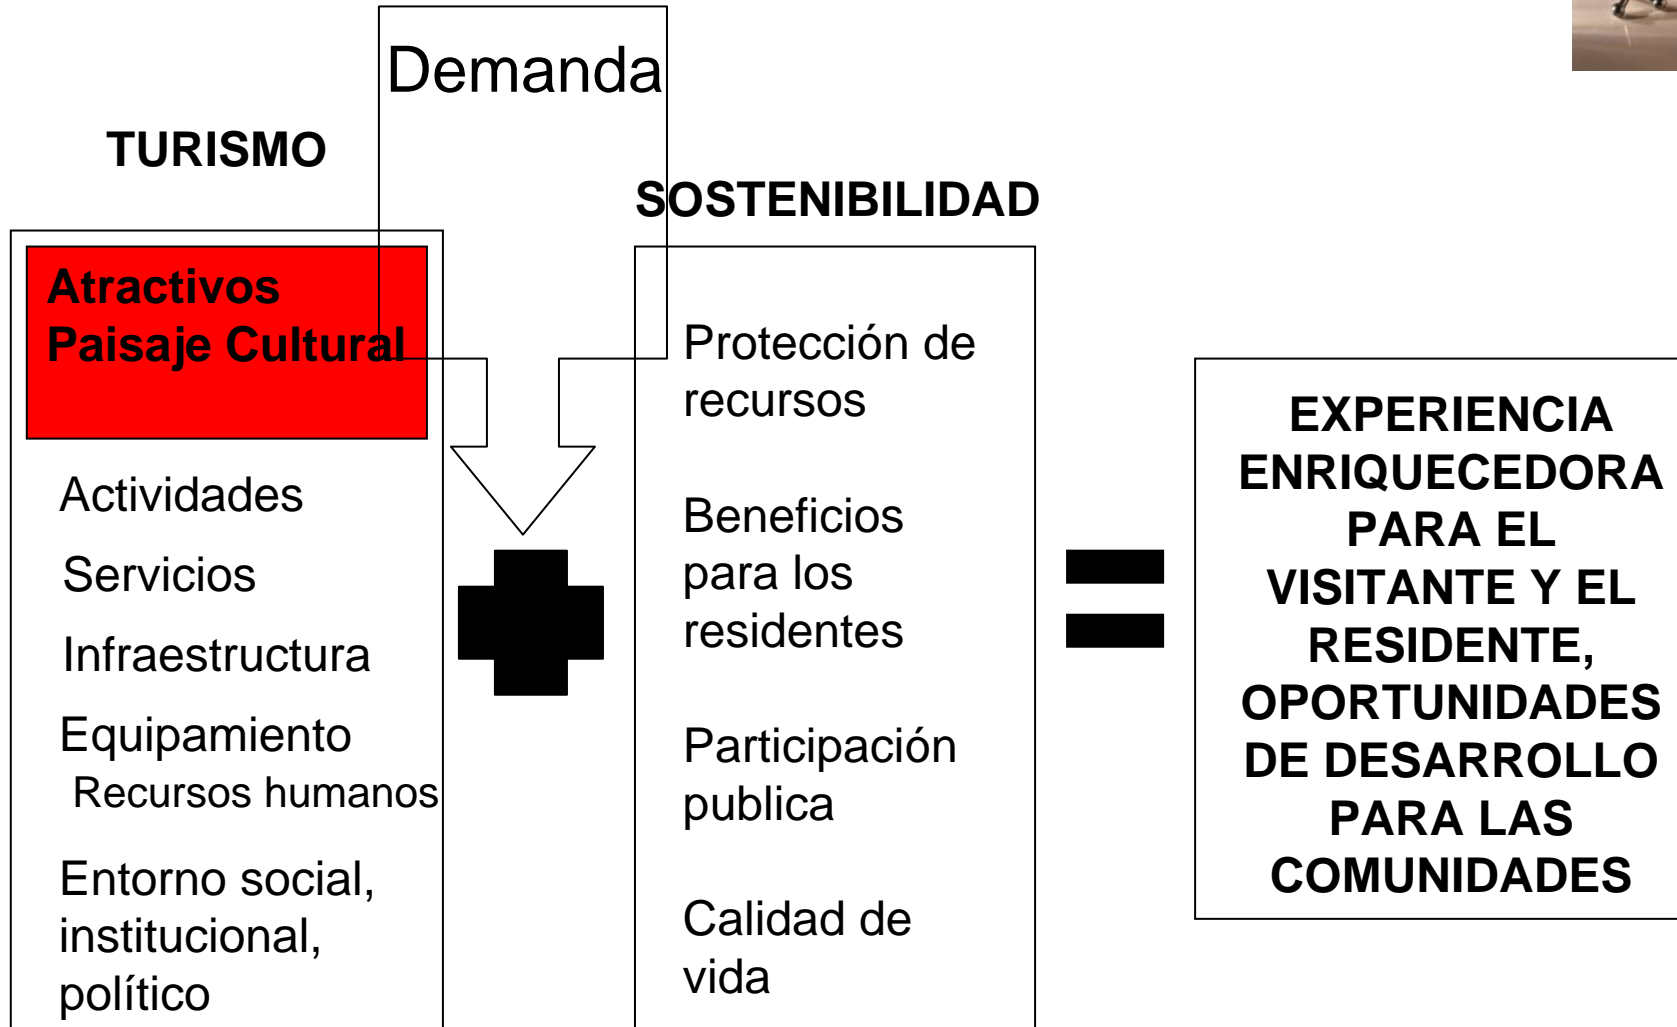 Demanda
TURISMO
Atractivos
Paisaje Cultural
Actividades
Servicios
Infraestructura
Equipamiento
Recursos humanos
Entorno social,
institucional,
político
SOSTENIBILIDAD
Protección de
recursos
Beneficios
para los
residentes
Participación
publica
Calidad de
vida
EXPERIENCIA
ENRIQUECEDORA
PARA EL
VISITANTE Y EL
RESIDENTE,
OPORTUNIDADES
DE DESARROLLO
PARA LAS
COMUNIDADES